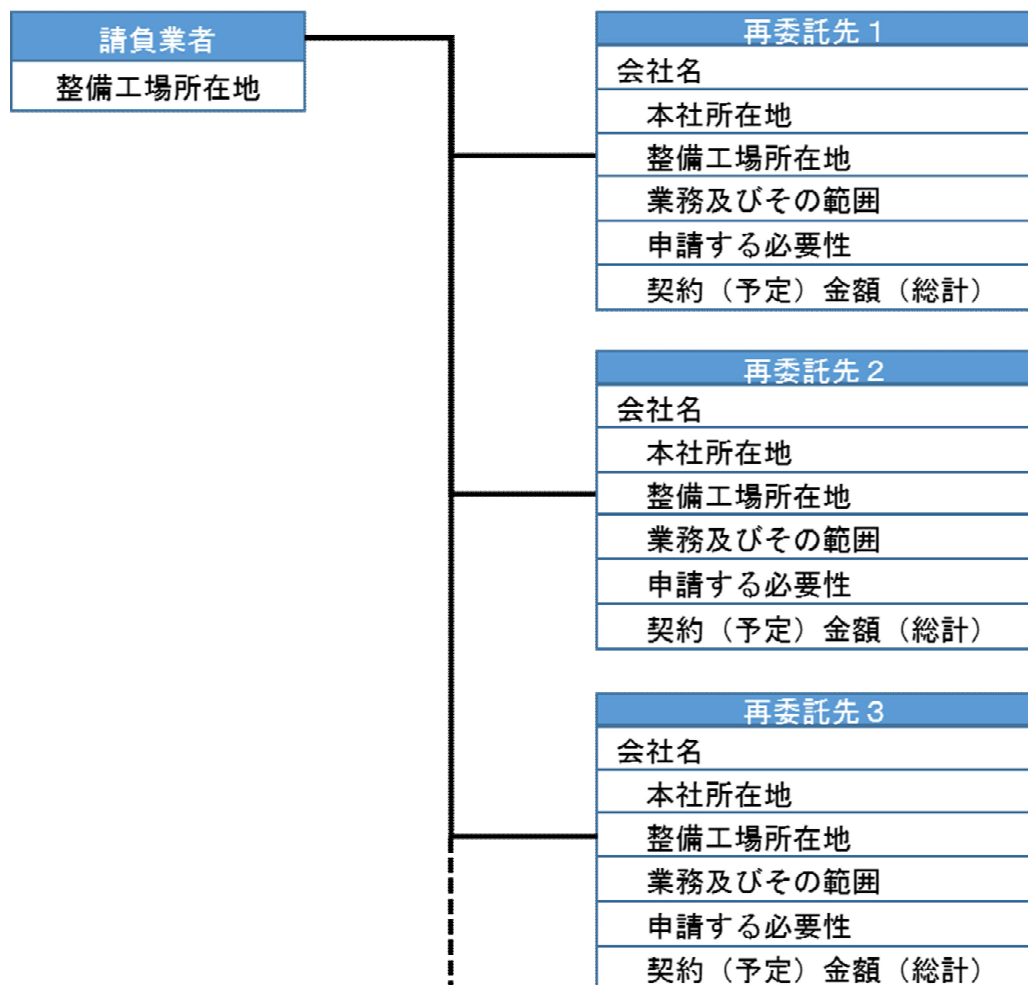 請負業者
整備工場所在地
再委託先１
会社名
本社所在地
整備工場所在地
業務及びその範囲
申請する必要性
契約（予定）金額（総計）
再委託先２
会社名
本社所在地
整備工場所在地
業務及びその範囲
申請する必要性
契約（予定）金額（総計）
再委託先３
会社名
本社所在地
整備工場所在地
業務及びその範囲
申請する必要性
契約（予定）金額（総計）